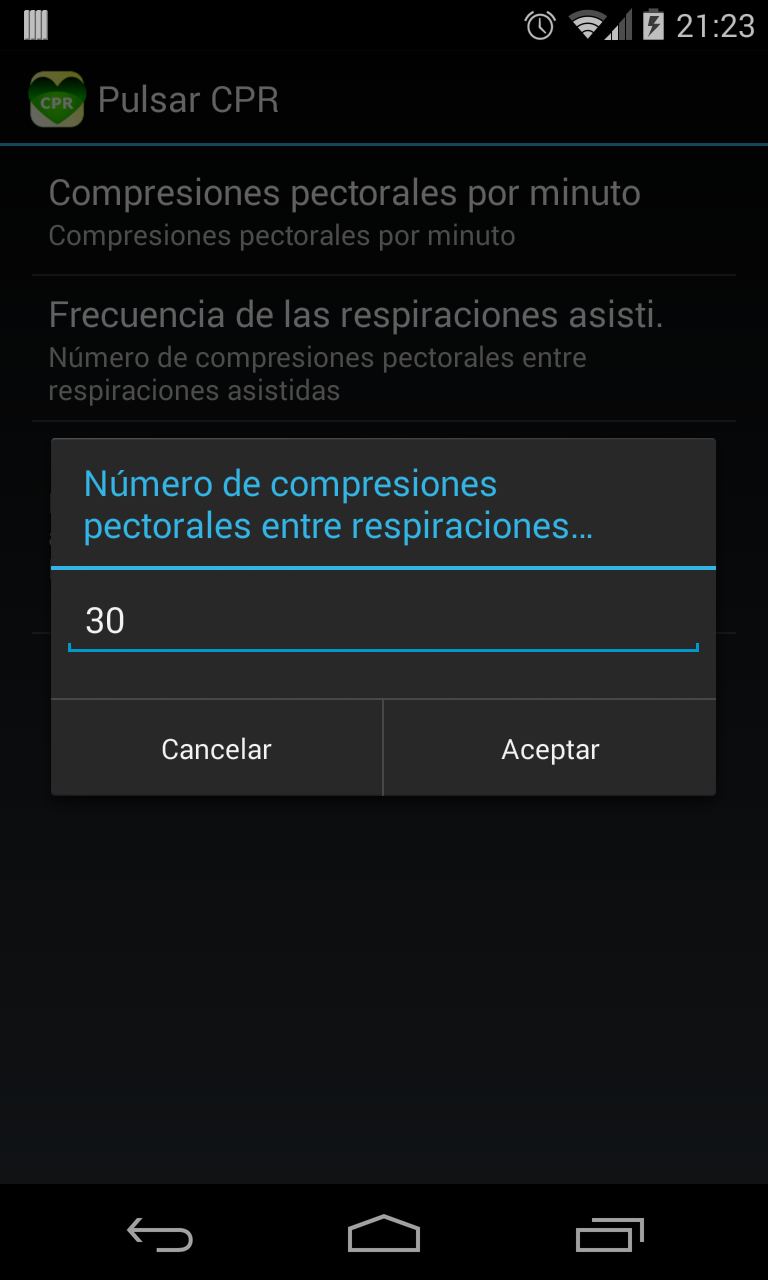 21:23
CPR
Pulsar CPR
Compresiones pectorales por minuto
Compresiones pectorales por minuto
Frecuencia de las respiraciones asisti.
Número de compresiones pectorales entre
respiraciones asistidas
Número de compresiones
pectorales entre respiraciones…
30
Cancelar
Aceptar